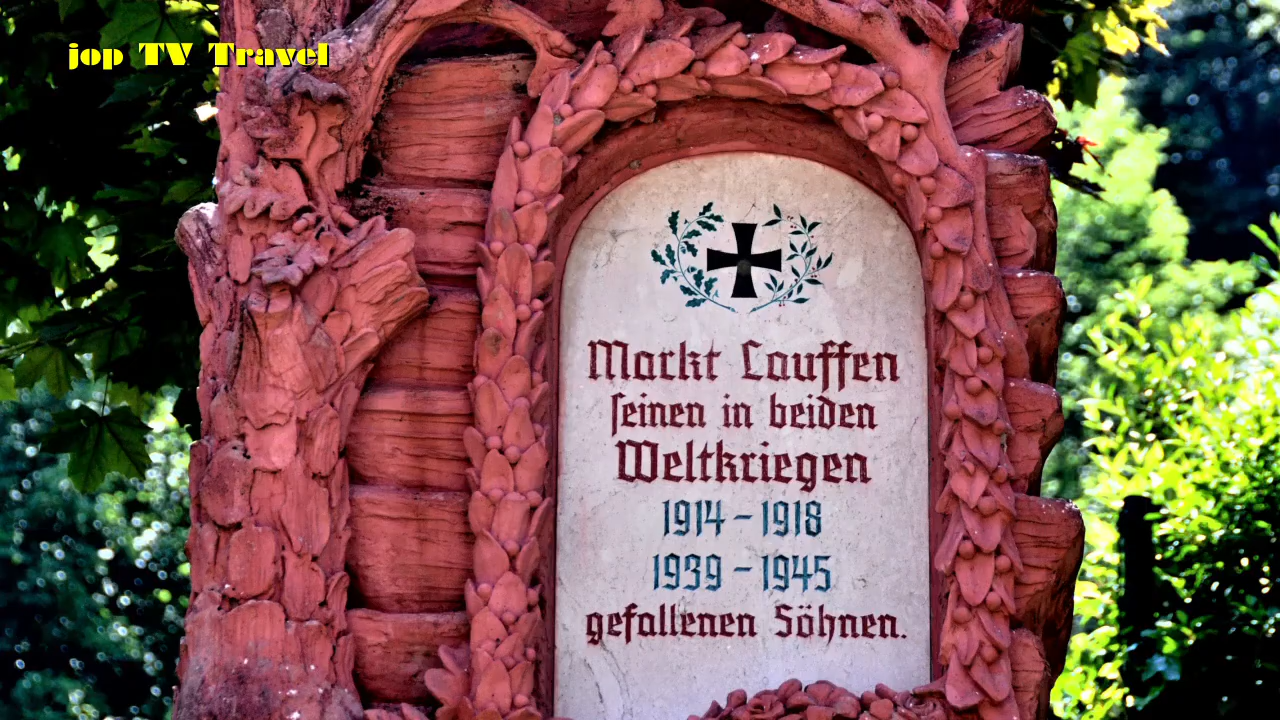 jop TV Travel
Markt Lauffen
seinen in beiden
Weltkriegen
1914 - 1918
1939 - 1945
gefallenen Söhnen.